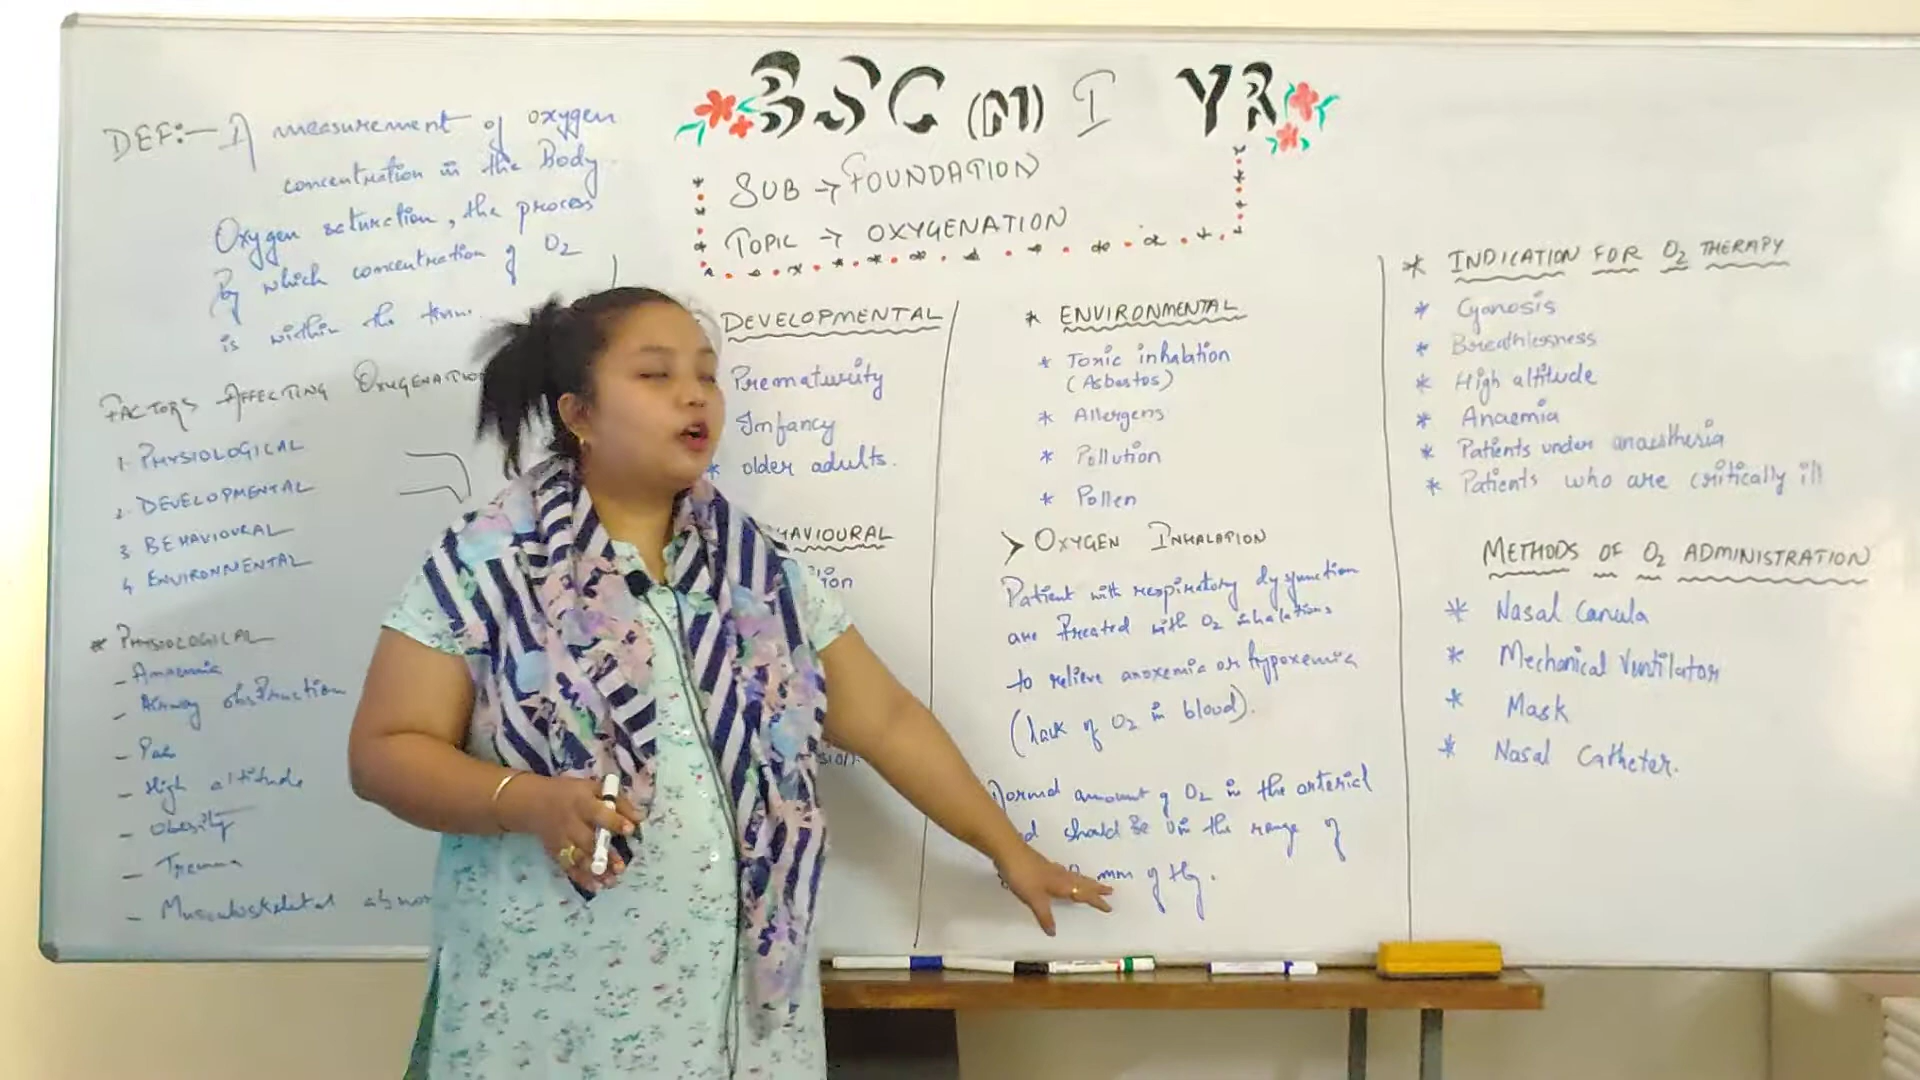 BSC (N) I YR
SUB → FOUNDATION
TOPIC → OXYGENATION
DEF:- A measurement of oxygen
concentration in the Body.
Oxygen saturation, the process
By which concentration of O2
is within the
FACTORS AFFECTING OXYGENATION
1. PHYSIOLOGICAL
2. DEVELOPMENTAL
3 BEHAVIOURAL
4 ENVIRONMENTAL
* PHYSIOLOGICAL
- Anaemia
- Airway obstruction
-
- High altitude
- Obesity
- Trauma
- Musculoskeletal abnor
DEVELOPMENTAL
Prematurity
Infancy
* older adults.
HAVIOURAL
ion
sion
* ENVIRONMENTAL
* Toxic inhalation
(Asbestos)
* Allergens
* Pollution
* Pollen
> OXYGEN INHALATION
Patient with respiratory dysfunction
are treated with O2 inhalations
to relieve anoxemia or hypoxemia
(lack of O2 in blood).
Normal amount of O2 in the arterial
d should be in the range of
mm of Hg.
* INDICATION FOR O2 THERAPY
* Cyanosis
* Breathlessness
* High altitude
* Anaemia
* Patients under anaesthesia
* Patients who are critically ill
METHODS OF O2 ADMINISTRATION
* Nasal Canula
* Mechanical Ventilator
* Mask
* Nasal Catheter.